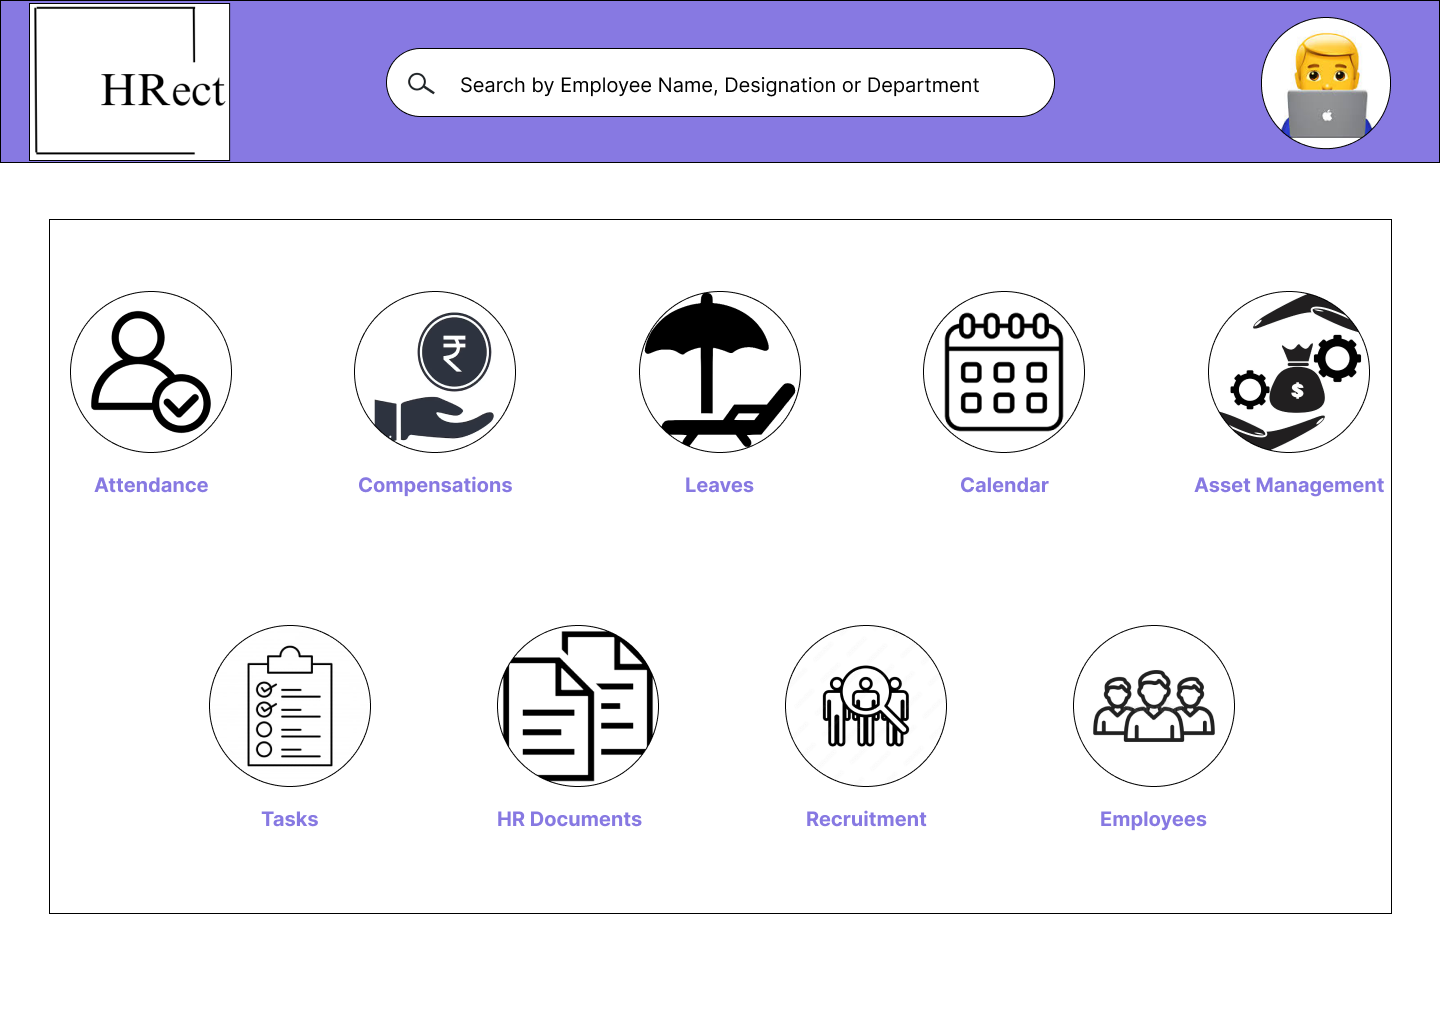 HRect
Search by Employee Name, Designation or Department
₹
$
Attendance
Compensations
Leaves
Calendar
Asset Management
Tasks
HR Documents
Recruitment
Employees